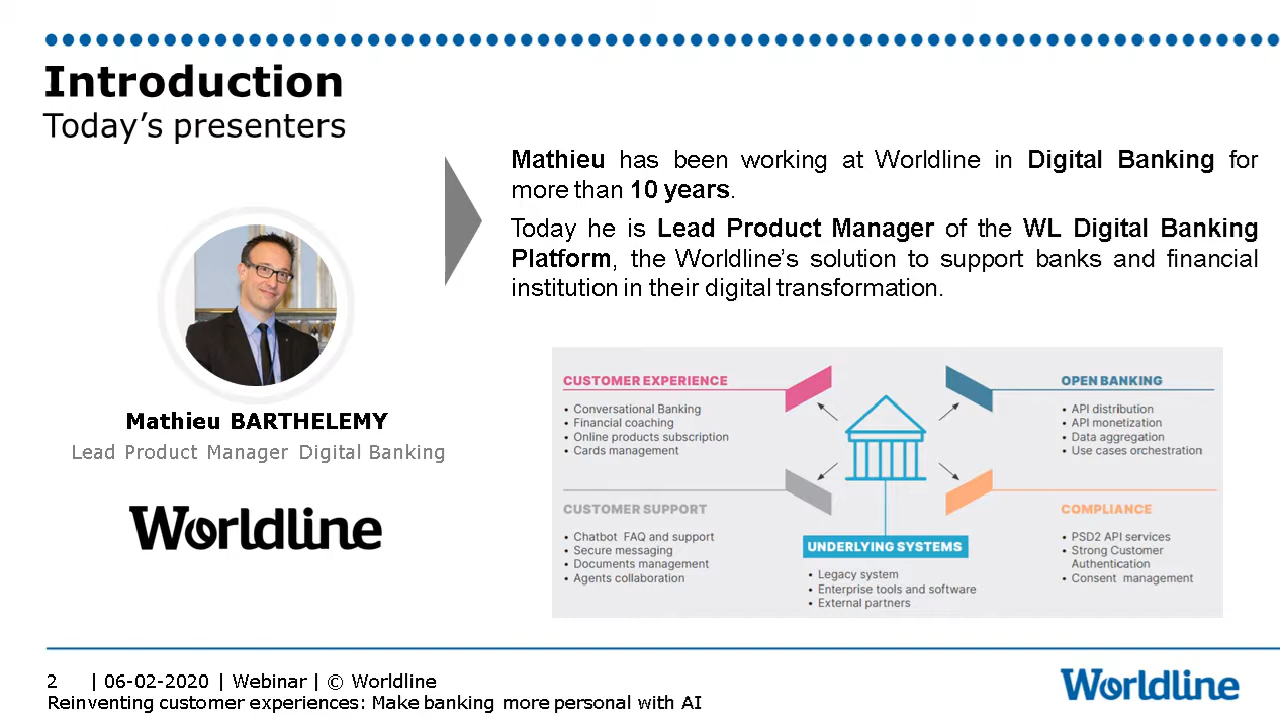 Introduction
Today's presenters
Mathieu has been working at Worldline in Digital Banking for
more than 10 years.
Today he is Lead Product Manager of the WL Digital Banking
Platform, the Worldline's solution to support banks and financial
institution in their digital transformation.
Mathieu BARTHELEMY
Lead Product Manager Digital Banking
Worldline
CUSTOMER EXPERIENCE
• Conversational Banking
• Financial coaching
• Online products subscription
• Cards management
OPEN BANKING
• API distribution
• API monetization
• Data aggregation
• Use cases orchestration
CUSTOMER SUPPORT
• Chatbot FAQ and support
• Secure messaging
• Documents management
• Agents collaboration
UNDERLYING SYSTEMS
• Legacy system
• Enterprise tools and software
• External partners
COMPLIANCE
• PSD2 API services
• Strong Customer
Authentication
• Consent management
2 | 06-02-2020 | Webinar | © Worldline
Reinventing customer experiences: Make banking more personal with AI
Worldline